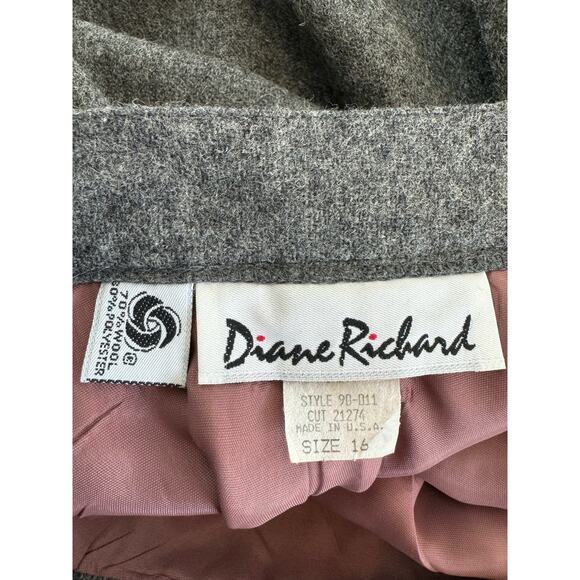 70% WOOL ®
30% POLYESTER
Diane Richard
STYLE 90-011
CUT 21274
MADE IN U.S.A.
SIZE 16